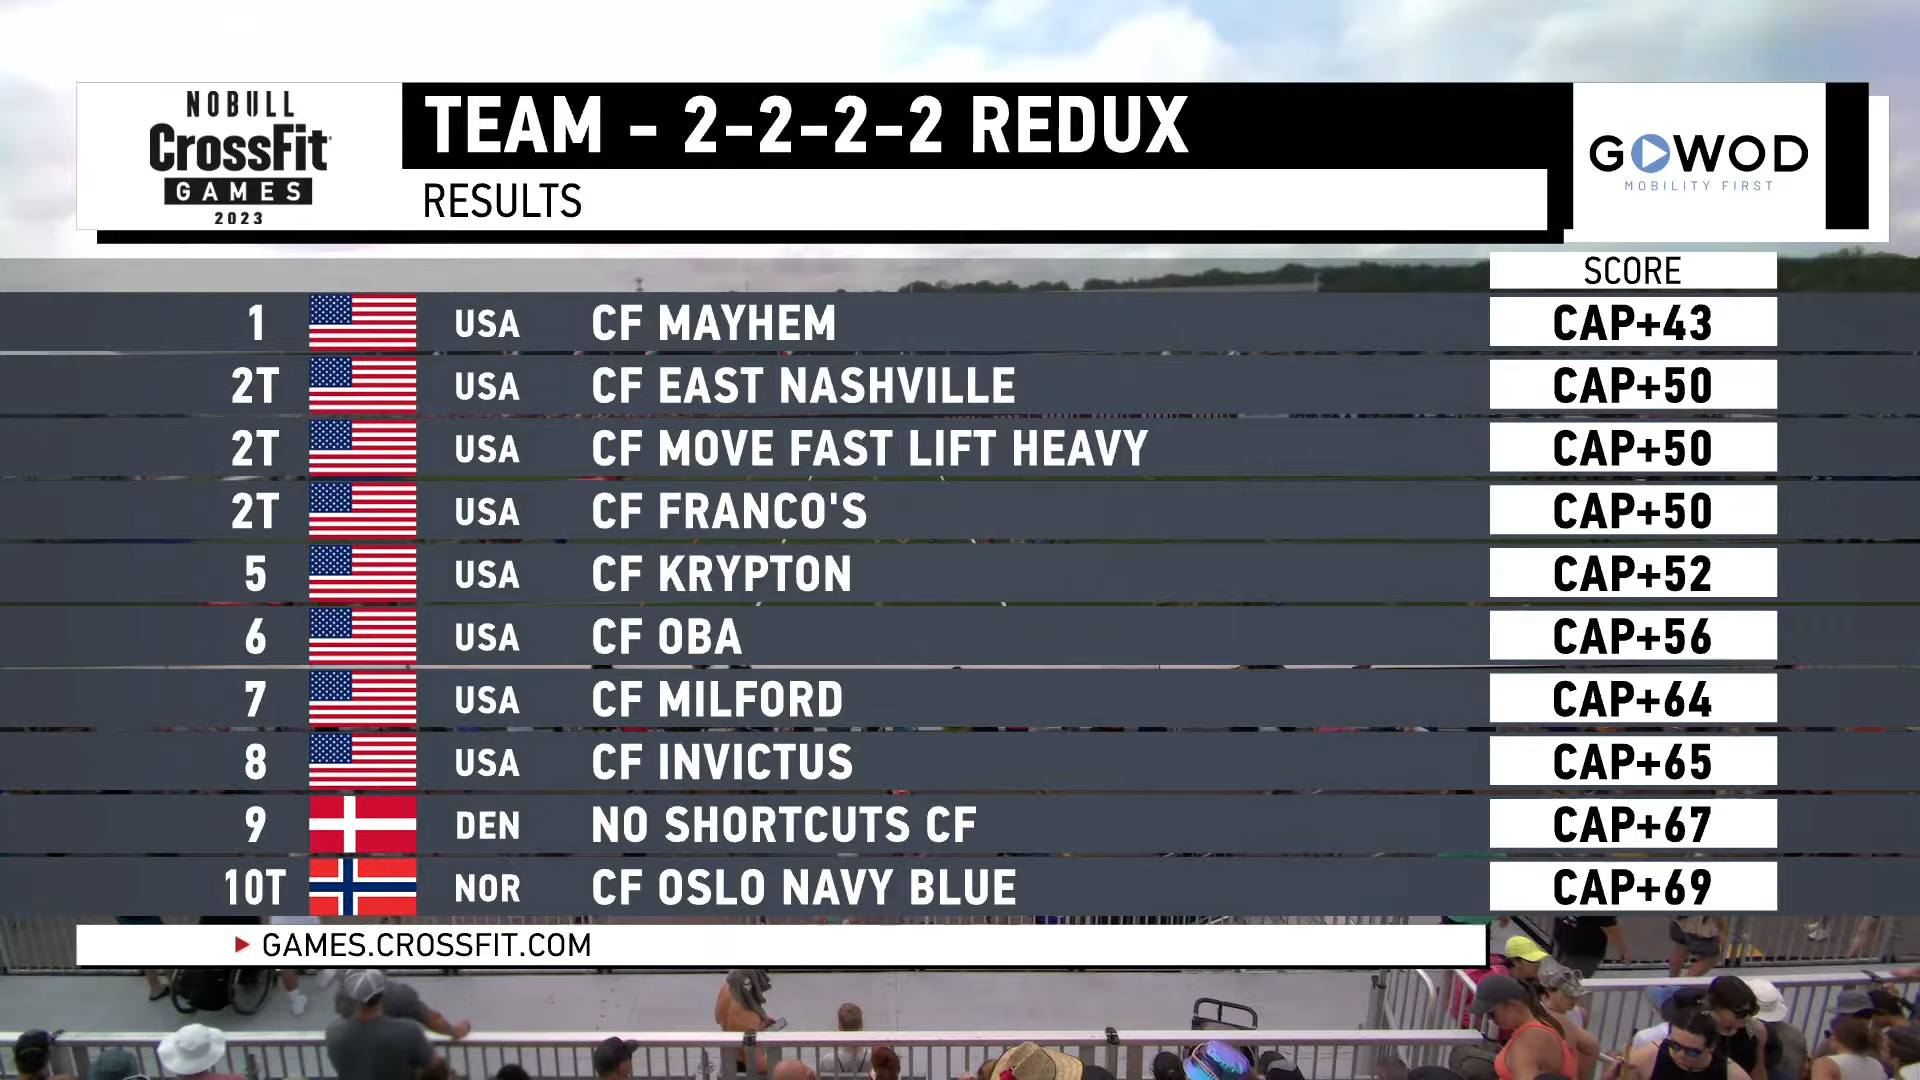 NOBULL
CrossFit
GAMES
2023
TEAM - 2-2-2-2 REDUX
RESULTS
GOWOD
MOBILITY FIRST
SCORE
1 USA CF MAYHEM CAP+43
2T USA CF EAST NASHVILLE CAP+50
2T USA CF MOVE FAST LIFT HEAVY CAP+50
2T USA CF FRANCO'S CAP+50
5 USA CF KRYPTON CAP+52
6 USA CF OBA CAP+56
7 USA CF MILFORD CAP+64
8 USA CF INVICTUS CAP+65
9 DEN NO SHORTCUTS CF CAP+67
10T NOR CF OSLO NAVY BLUE CAP+69
GAMES.CROSSFIT.COM